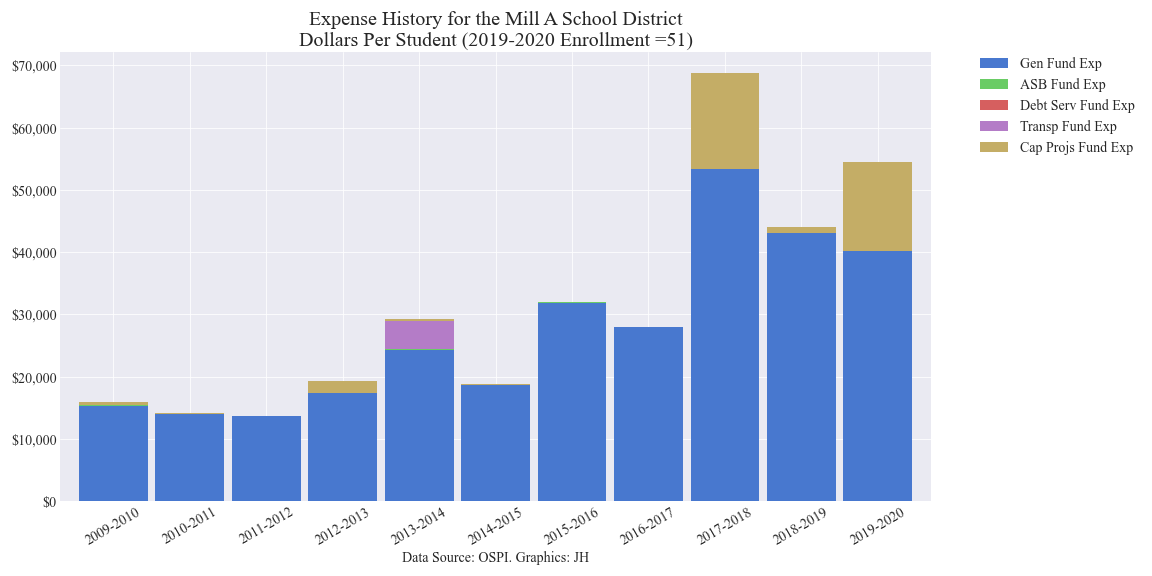 Expense History for the Mill A School District
Dollars Per Student (2019-2020 Enrollment =51)
$70,000
$60,000
$50,000
$40,000
$30,000
$20,000
$10,000
$0
2009-2010
2010-2011
2011-2012
2012-2013
2013-2014
2014-2015
2015-2016
2016-2017
2017-2018
2018-2019
2019-2020
Data Source: OSPI. Graphics: JH
Gen Fund Exp
ASB Fund Exp
Debt Serv Fund Exp
Transp Fund Exp
Cap Projs Fund Exp